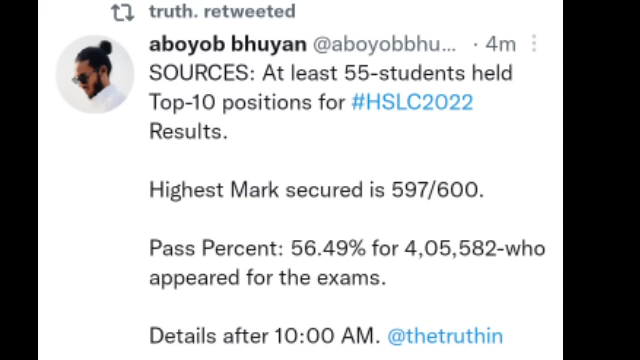 truth. retweeted
aboyob bhuyan @aboyobbhu... · 4m
SOURCES: At least 55-students held
Top-10 positions for #HSLC2022
Results.
Highest Mark secured is 597/600.
Pass Percent: 56.49% for 4,05,582-who
appeared for the exams.
Details after 10:00 AM. @thetruthin